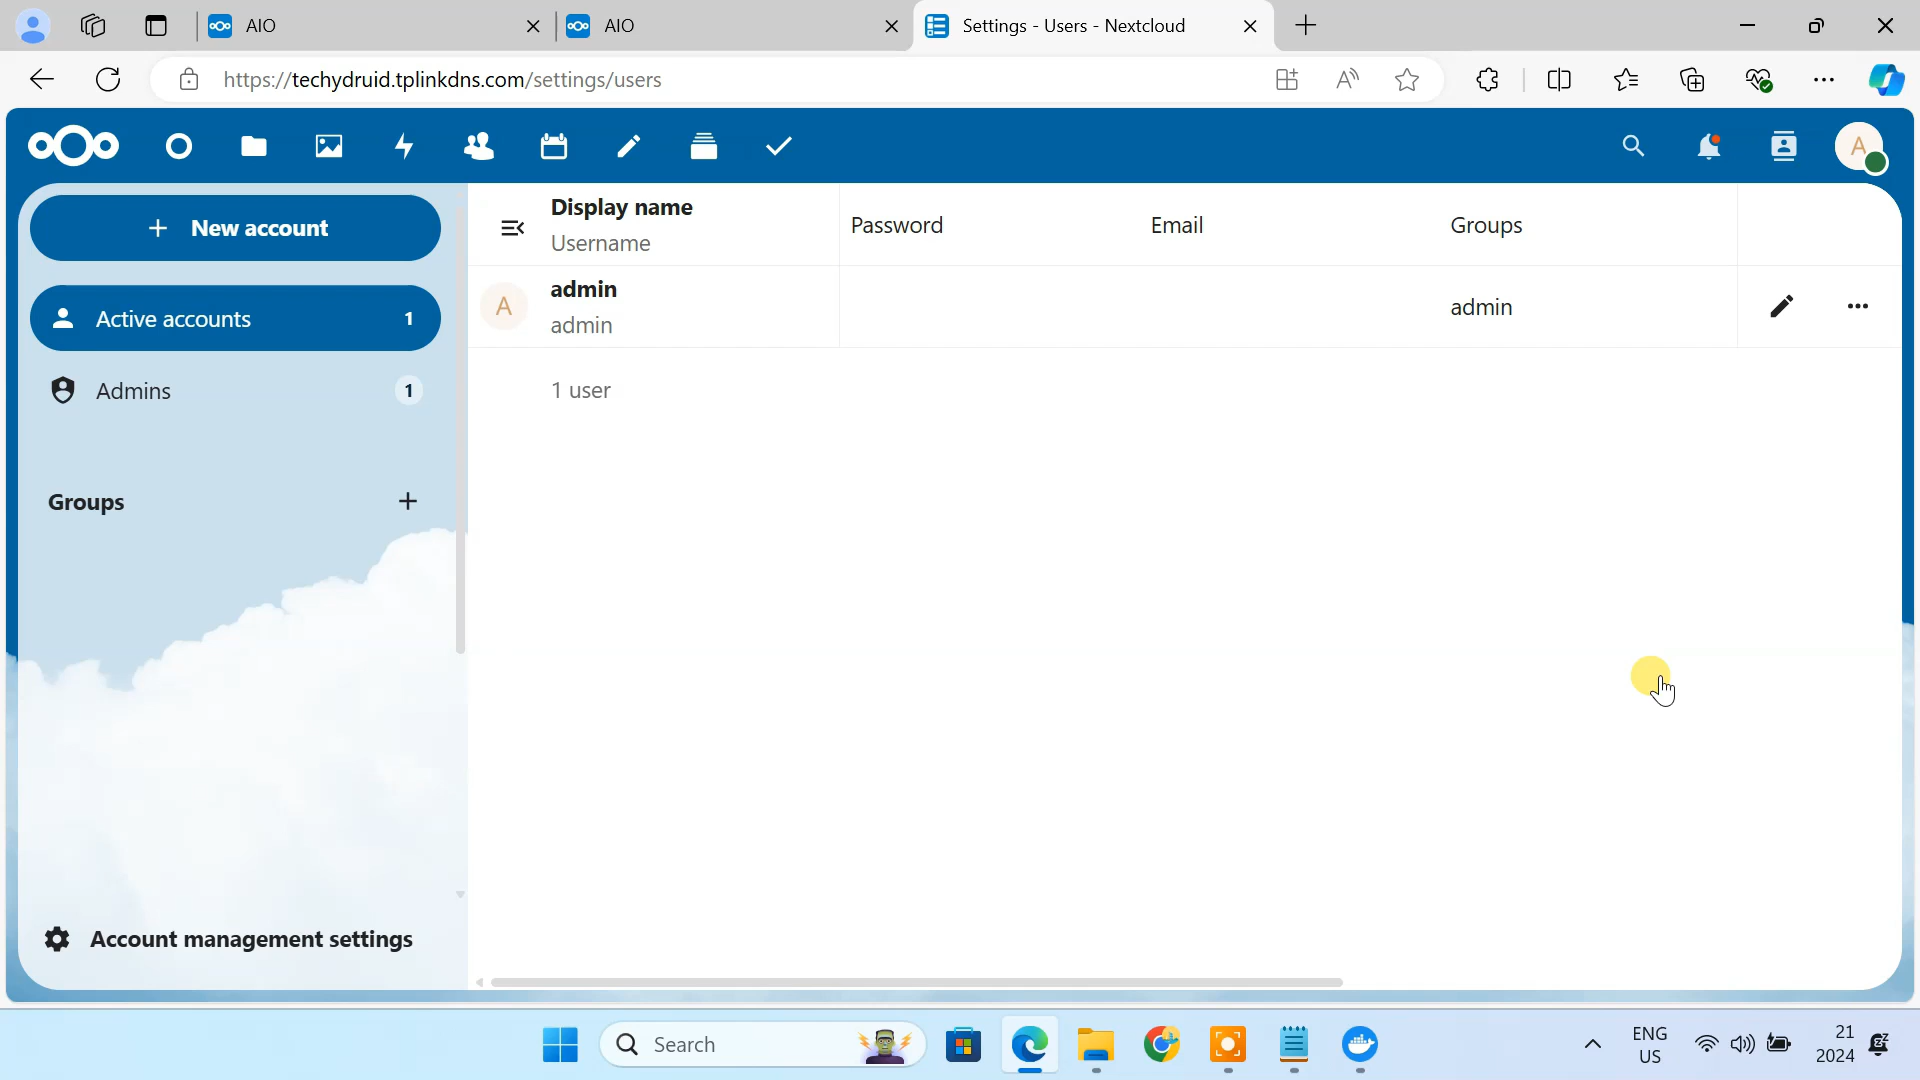 AIO
AIO
Settings - Users - Nextcloud
https://techydruid.tplinkdns.com/settings/users
A
New account
Display name
Username
Password
Email
Groups
Active accounts 1
A
admin
admin
admin
Admins 1
1 user
Groups
Account management settings
Search
ENG
US
21
2024